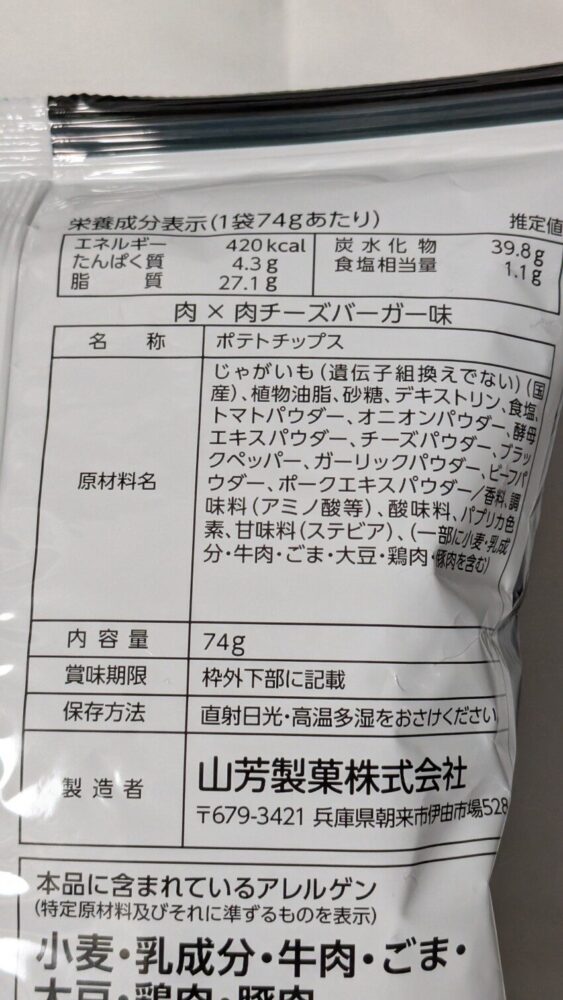 栄養成分表示(1袋74gあたり) 推定値
エネルギー 420kcal 炭水化物 39.8g
たんぱく質 4.3g 食塩相当量 1.1g
脂質 27.1g
肉×肉チーズバーガー味
名称 ポテトチップス
原材料名
じゃがいも(遺伝子組換えでない)(国
産)、植物油脂、砂糖、デキストリン、食塩、
トマトパウダー、オニオンパウダー、酵母
エキスパウダー、チーズパウダー、ブラッ
クペッパー、ガーリックパウダー、ビーフパ
ウダー、ポークエキスパウダー/香料、調
味料(アミノ酸等)、酸味料、パプリカ色
素、甘味料(ステビア)、(一部に小麦・乳成
分・牛肉・ごま・大豆・鶏肉・豚肉を含む)
内容量 74g
賞味期限 枠外下部に記載
保存方法 直射日光・高温多湿をおさけください
製造者
山芳製菓株式会社
〒679-3421 兵庫県朝来市伊由市場528
本品に含まれているアレルゲン
(特定原材料及びそれに準ずるものを表示)
小麦・乳成分・牛肉・ごま・
大豆・鶏肉・豚肉